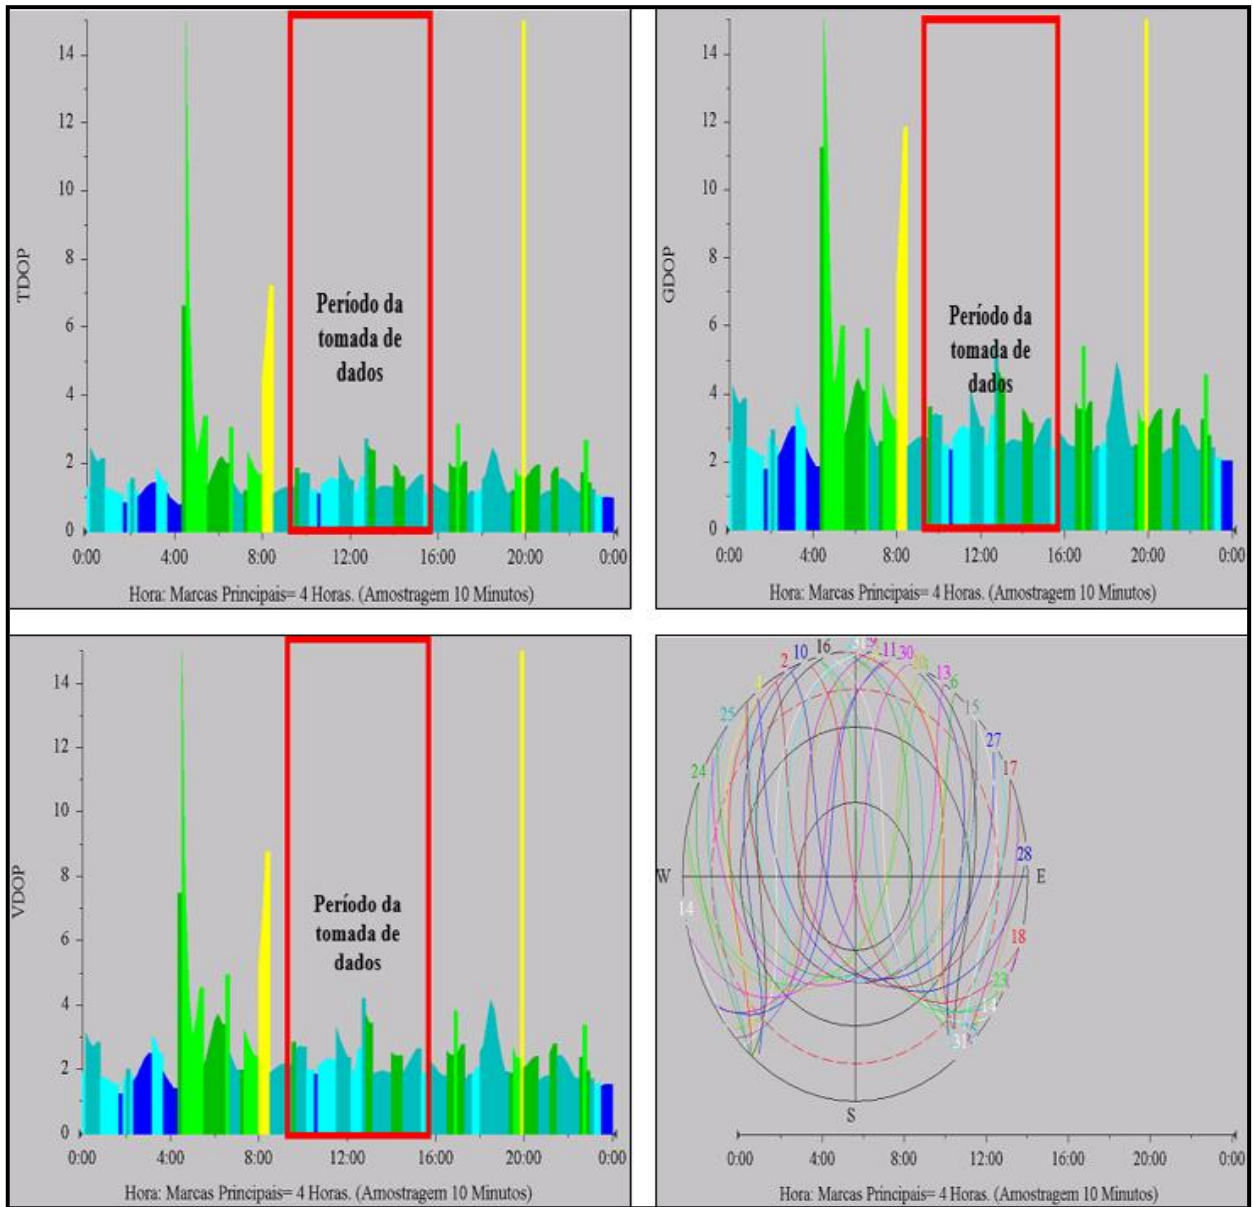 14
12
10
8
6
4
2
0
TDOP
Período da
tomada de
dados
0:00 4:00 8:00 12:00 16:00 20:00 0:00
Hora: Marcas Principais= 4 Horas. (Amostragem 10 Minutos)
14
12
10
8
6
4
2
0
GDOP
Período da
tomada de
dados
0:00 4:00 8:00 12:00 16:00 20:00 0:00
Hora: Marcas Principais= 4 Horas. (Amostragem 10 Minutos)
14
12
10
8
6
4
2
0
VDOP
Período da
tomada de
dados
0:00 4:00 8:00 12:00 16:00 20:00 0:00
Hora: Marcas Principais= 4 Horas. (Amostragem 10 Minutos)
2 10 16 9 11 30
13 6
25 15
27
24 17
28
W E
14
18
23
14
31
S
0:00 4:00 8:00 12:00 16:00 20:00 0:00
Hora: Marcas Principais= 4 Horas. (Amostragem 10 Minutos)